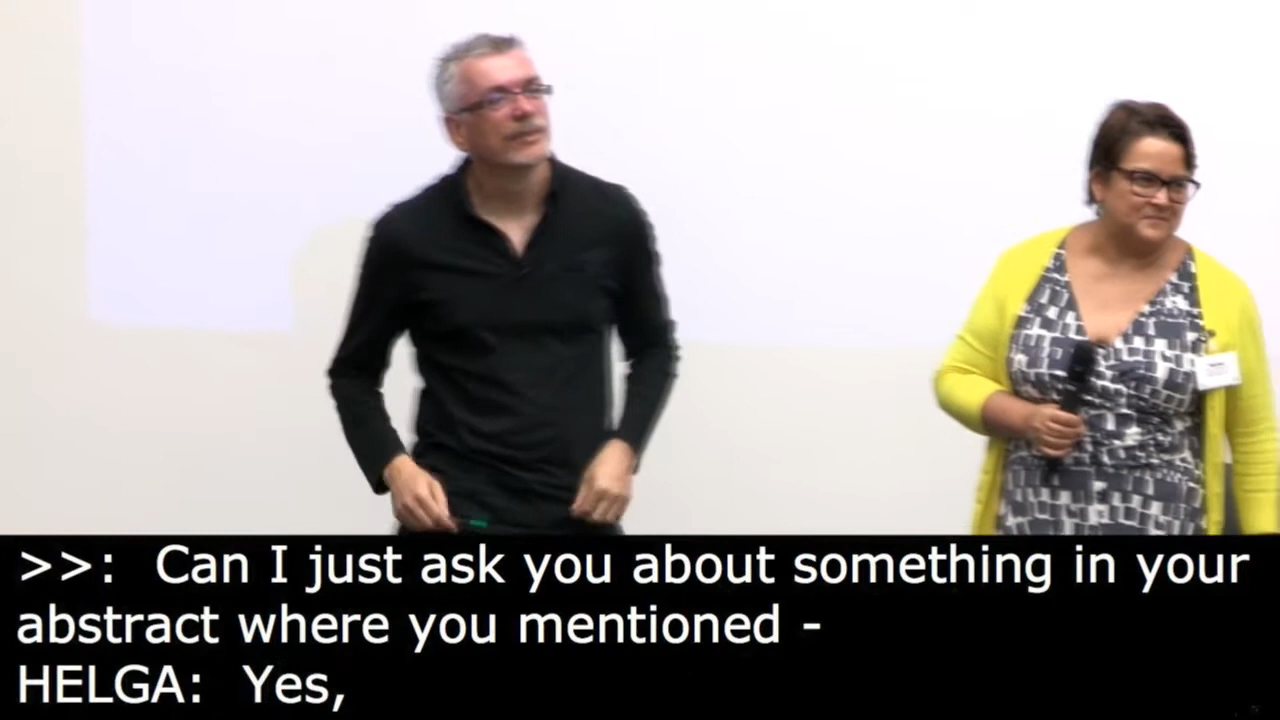 >>: Can I just ask you about something in your
abstract where you mentioned -
HELGA: Yes,